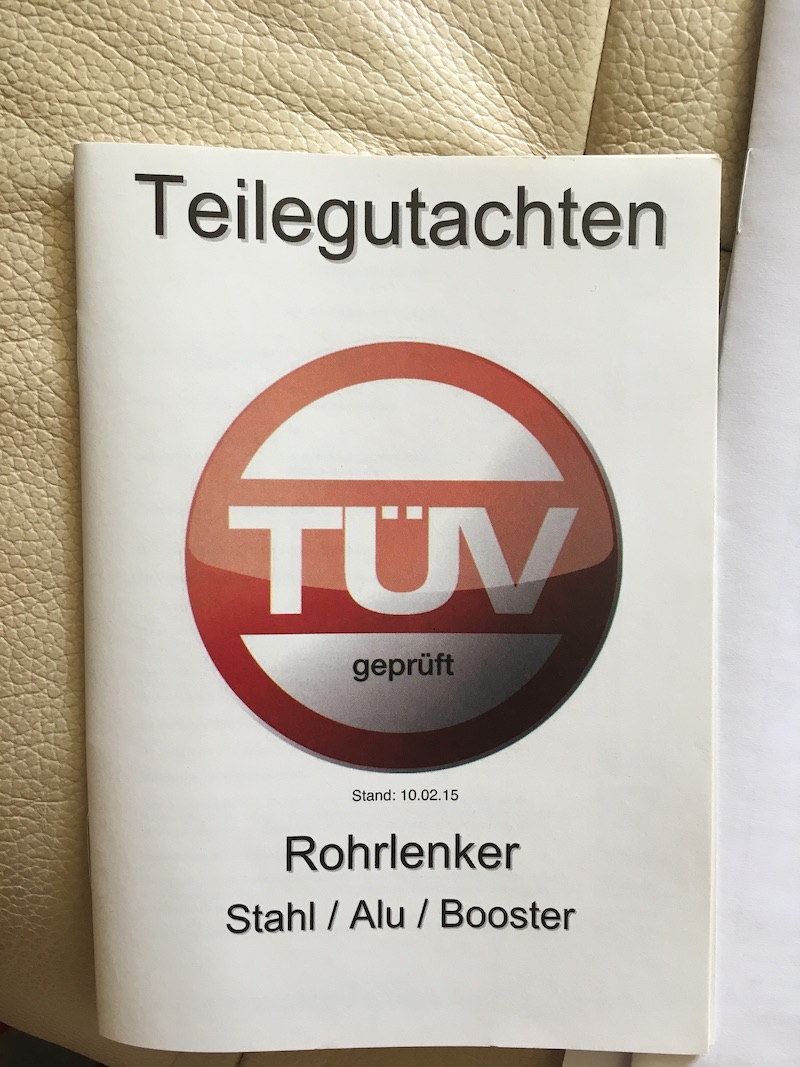 Teilegutachten
TÜV
geprüft
Stand: 10.02.15
Rohrlenker
Stahl / Alu / Booster